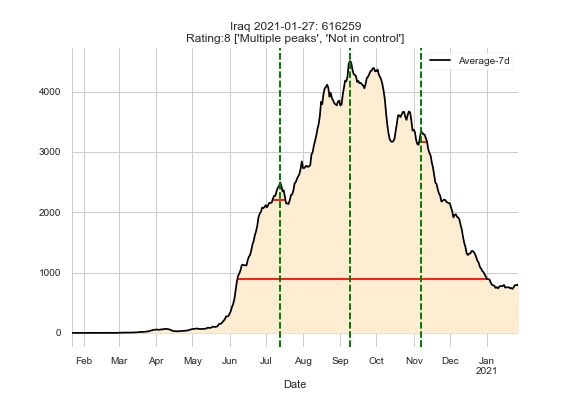 Iraq 2021-01-27: 616259
Rating:8 ['Multiple peaks', 'Not in control']
Average-7d
4000
3000
2000
1000
0
Feb Mar Apr May Jun Jul Aug Sep Oct Nov Dec Jan
2021
Date